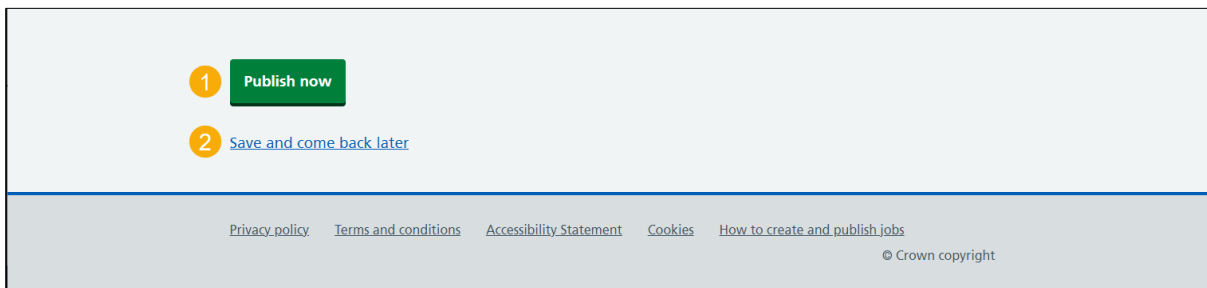 1 Publish now
2 Save and come back later
Privacy policy Terms and conditions Accessibility Statement Cookies How to create and publish jobs
© Crown copyright